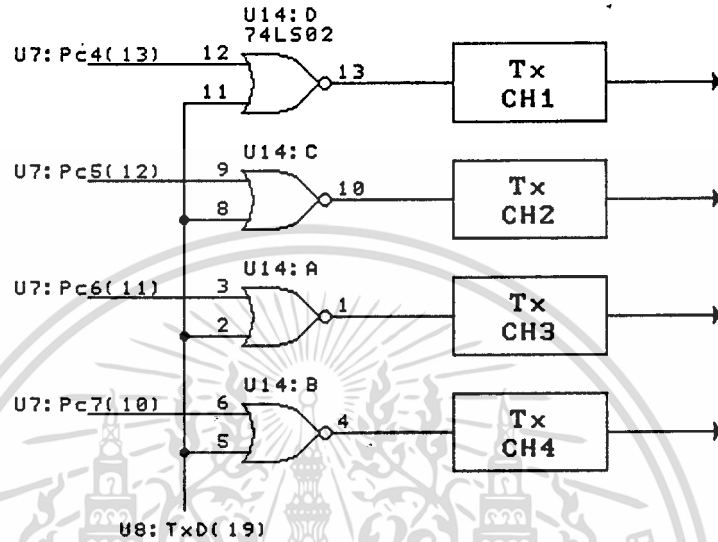 U14:D
74LS02
U7:Pc4(13) 12 13 Tx
11 CH1
U14:C
U7:Pc5(12) 9 10 Tx
8 CH2
U14:A
U7:Pc6(11) 3 1 Tx
2 CH3
U14:B
U7:Pc7(10) 6 4 Tx
5 CH4
U8:TxD(19)